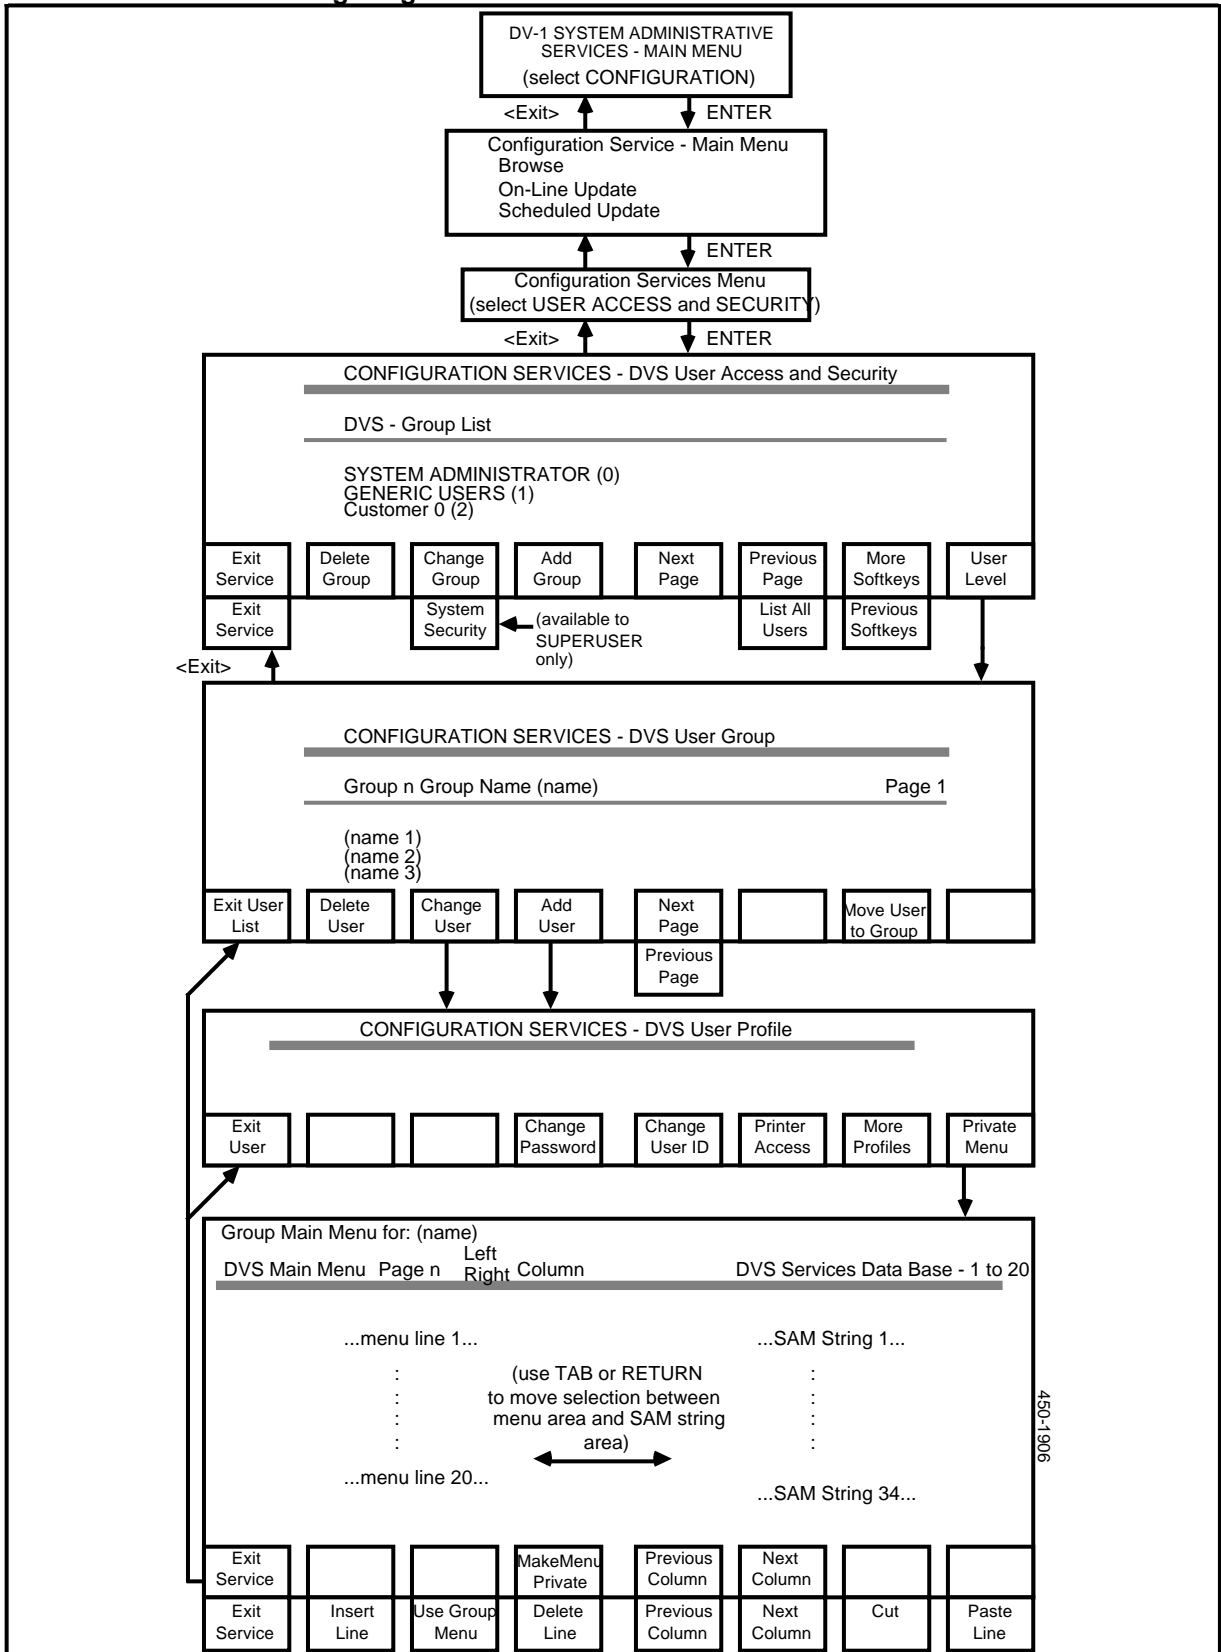 DV-1 SYSTEM ADMINISTRATIVE
SERVICES - MAIN MENU
(select CONFIGURATION)
<Exit>
ENTER
Configuration Service - Main Menu
Browse
On-Line Update
Scheduled Update
ENTER
Configuration Services Menu
(select USER ACCESS and SECURITY)
<Exit>
ENTER
CONFIGURATION SERVICES - DVS User Access and Security
DVS - Group List
SYSTEM ADMINISTRATOR (0)
GENERIC USERS (1)
Customer 0 (2)
Exit
Service
Delete
Group
Change
Group
Add
Group
Next
Page
Previous
Page
More
Softkeys
User
Level
Exit
Service
System
Security
(available to
SUPERUSER
only)
List All
Users
Previous
Softkeys
<Exit>
CONFIGURATION SERVICES - DVS User Group
Group n Group Name (name) Page 1
(name 1)
(name 2)
(name 3)
Exit User
List
Delete
User
Change
User
Add
User
Next
Page
Move User
to Group
Previous
Page
CONFIGURATION SERVICES - DVS User Profile
Exit
User
Change
Password
Change
User ID
Printer
Access
More
Profiles
Private
Menu
Group Main Menu for: (name)
DVS Main Menu Page n
Left
Right
Column
DVS Services Data Base - 1 to 20
...menu line 1...
...SAM String 1...
: (use TAB or RETURN :
: to move selection between :
: menu area and SAM string :
: area) :
...menu line 20...
...SAM String 34...
450-1906
Exit
Service
MakeMenu
Private
Previous
Column
Next
Column
Exit
Service
Insert
Line
Use Group
Menu
Delete
Line
Previous
Column
Next
Column
Cut
Paste
Line